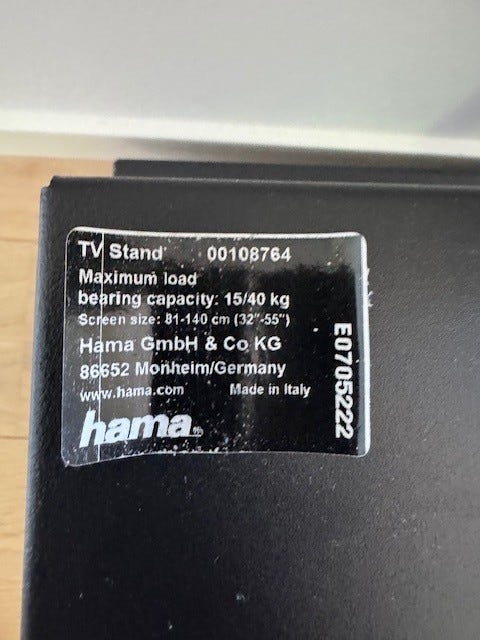 TV Stand 00108764
Maximum load
bearing capacity: 15/40 kg
Screen size: 81-140 cm (32"-55")
Hama GmbH & Co KG
86652 Monheim/Germany
www.hama.com Made in Italy
hama®
E0705222